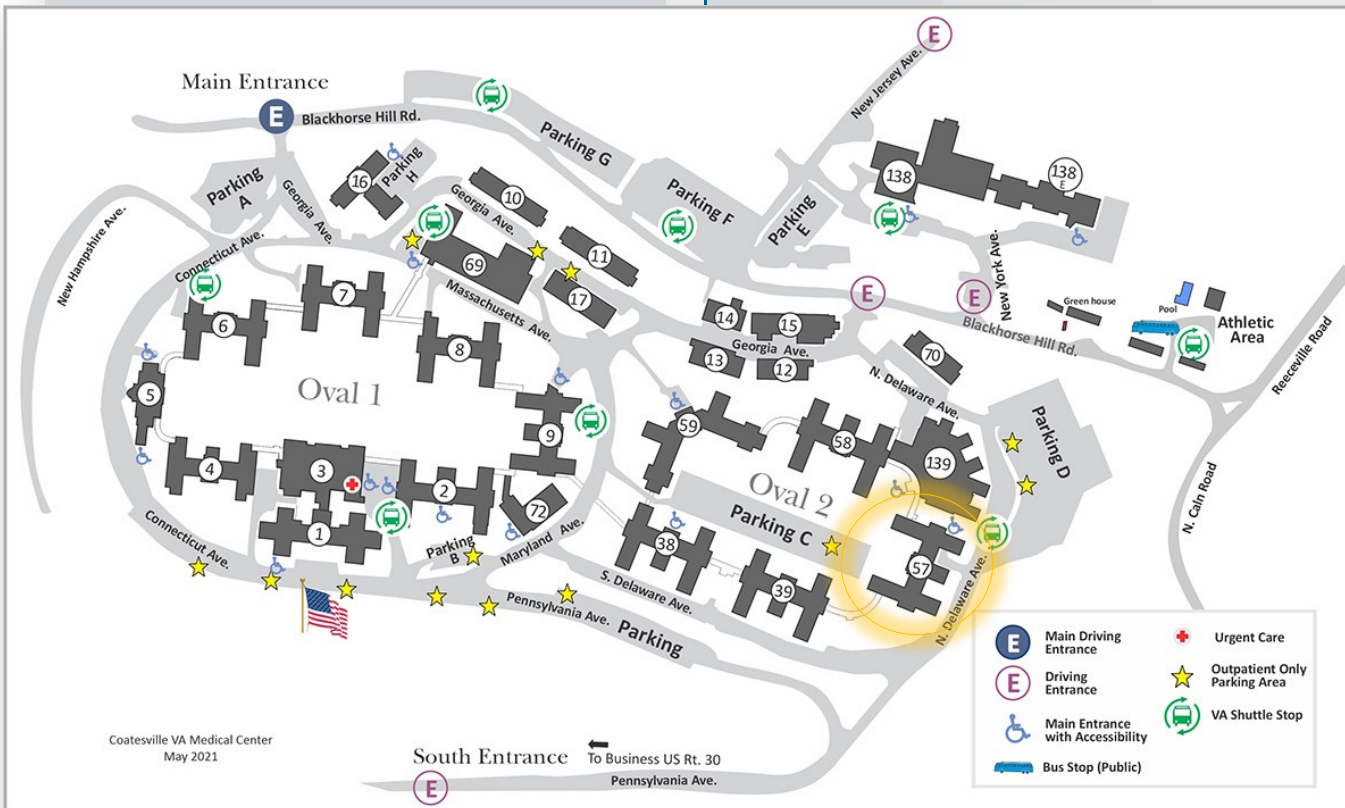 Main Entrance
E
Blackhorse Hill Rd.
E
New Jersey Ave.
Parking G
Parking F
Parking E
138
138
E
Parking
A
Georgia Ave.
16
Parking
H
10
Georgia Ave.
11
69
17
Massachusetts Ave.
New Hampshire Ave.
Connecticut Ave.
7
6
8
Oval 1
5
9
4
3
2
1
72
Parking
B
Maryland Ave.
Connecticut Ave.
14
15
13
12
Georgia Ave.
E
E
New York Ave.
Blackhorse Hill Rd.
Green house
Pool
Athletic
Area
Reeceville Road
N. Cain Road
70
N. Delaware Ave.
Parking D
59
58
139
Oval 2
Parking C
38
39
57
S. Delaware Ave.
N. Delaware Ave.
Pennsylvania Ave.
Parking
Coatesville VA Medical Center
May 2021
South Entrance
E
To Business US Rt. 30
Pennsylvania Ave.
E
Main Driving
Entrance
E
Driving
Entrance
Main Entrance
with Accessibility
Bus Stop (Public)
Urgent Care
Outpatient Only
Parking Area
VA Shuttle Stop